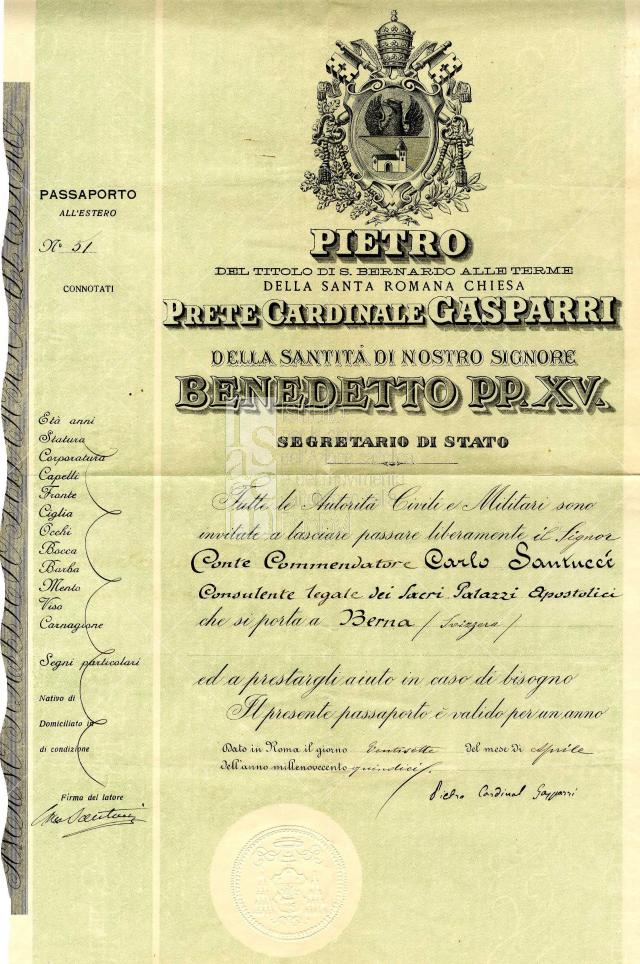 PASSAPORTO
ALL'ESTERO
Nº 51
CONNOTATI
Età anni
Statura
Corporatura
Capelli
Fronte
Ciglia
Occhi
Bocca
Barba
Mento
Viso
Carnagione
Segni particolari
Nativo di
Domiciliato in
di condizione
Firma del latore
PIETRO
DEL TITOLO DI S. BERNARDO ALLE TERME
DELLA SANTA ROMANA CHIESA
PRETE CARDINALE GASPARRI
DELLA SANTITÀ DI NOSTRO SIGNORE
BENEDETTO PP. XV.
SEGRETARIO DI STATO
Tutte le Autorità Civili e Militari sono
invitate a lasciare passare liberamente il Signor
Conte Commendatore Carlo Santucci
Consulente legale dei Sacri Palazzi Apostolici
che si porta a Berna (Svizzera)
ed a prestargli aiuto in caso di bisogno
Il presente passaporto è valido per un anno
Dato in Roma il giorno Ventisette del mese di Aprile
dell'anno millenovecento quindici.
Pietro Cardinal Gasparri